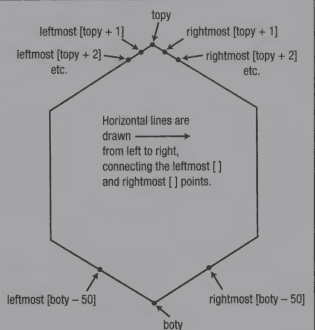 topy
leftmost [topy + 1]
rightmost [topy + 1]
leftmost [topy + 2]
etc.
rightmost [topy + 2]
etc.
Horizontal lines are
drawn
from left to right,
connecting the leftmost [ ]
and rightmost [ ] points.
leftmost [boty – 50]
rightmost [boty – 50]
boty